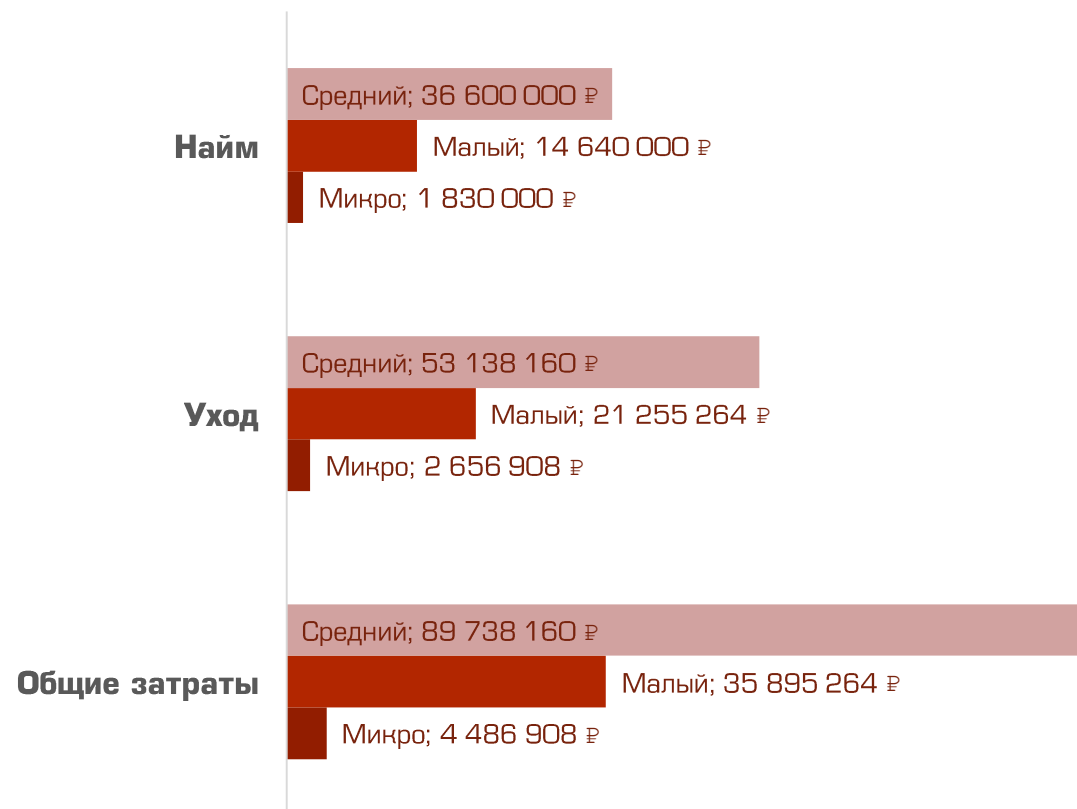 Средний; 36 600 000 ₽
Найм
Малый; 14 640 000 ₽
Микро; 1 830 000 ₽
Средний; 53 138 160 ₽
Уход
Малый; 21 255 264 ₽
Микро; 2 656 908 ₽
Средний; 89 738 160 ₽
Общие затраты
Малый; 35 895 264 ₽
Микро; 4 486 908 ₽